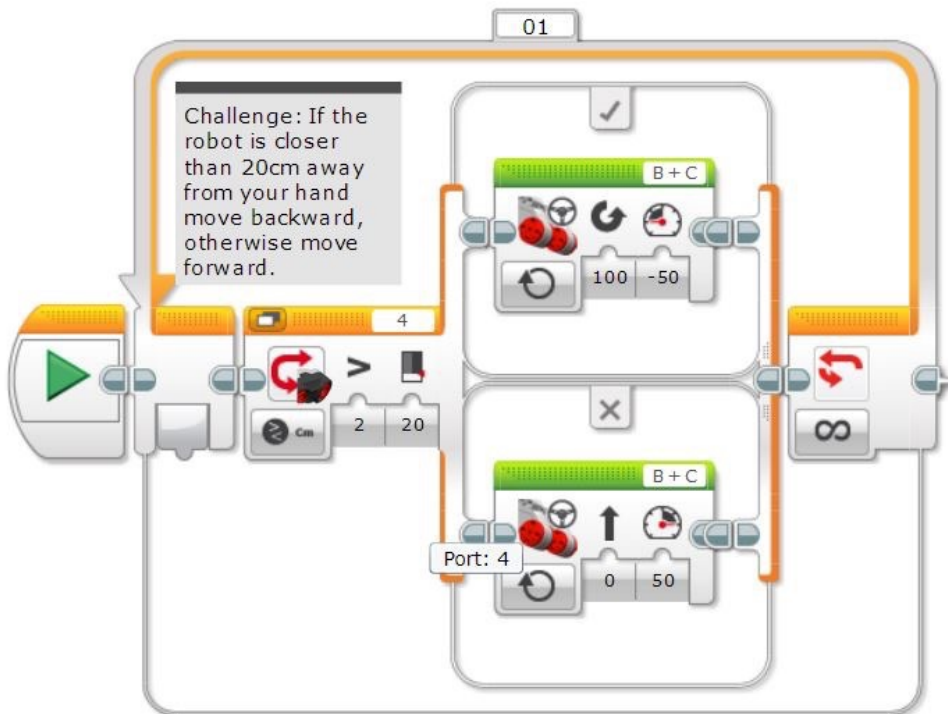 01
Challenge: If the
robot is closer
than 20cm away
from your hand
move backward,
otherwise move
forward.
B + C
100 -50
4
> 
Cm 2 20
∞
B + C
Port: 4
0 50